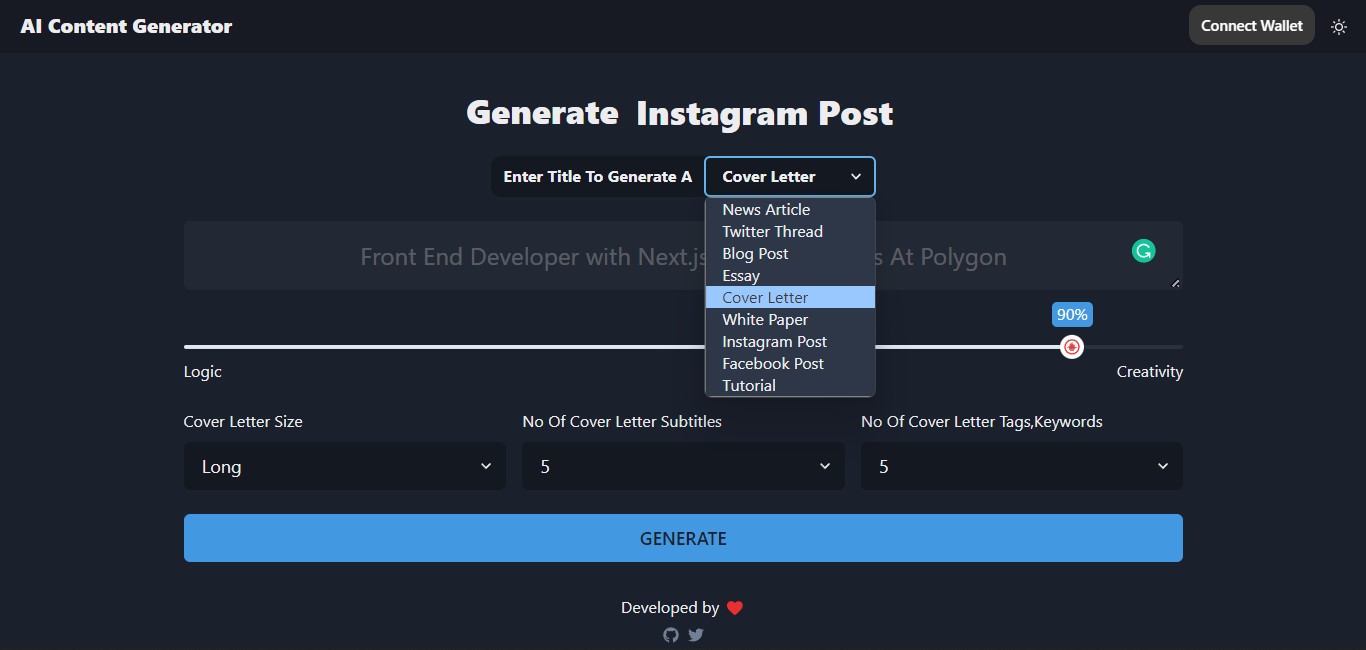 AI Content Generator
Connect Wallet
Generate Instagram Post
Enter Title To Generate A
Cover Letter
News Article
Twitter Thread
Blog Post
Essay
Cover Letter
White Paper
Instagram Post
Facebook Post
Tutorial
Front End Developer with Next.js
At Polygon
90%
Logic
Creativity
Cover Letter Size
No Of Cover Letter Subtitles
No Of Cover Letter Tags,Keywords
Long
5
5
GENERATE
Developed by